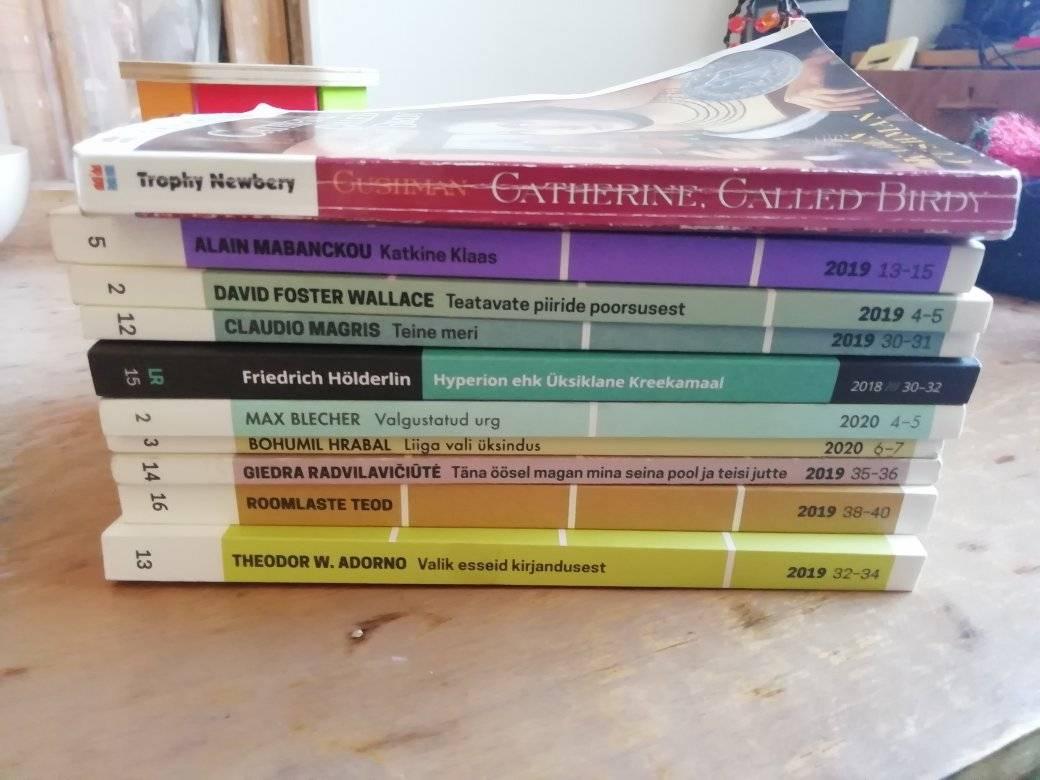 Trophy Newbery CUSHMAN CATHERINE, CALLED BIRDY
5 ALAIN MABANCKOU Katkine Klaas 2019 13–15
2 DAVID FOSTER WALLACE Teatavate piiride poorsusest 2019 4–5
12 CLAUDIO MAGRIS Teine meri 2019 30–31
15 LR Friedrich Hölderlin Hyperion ehk Üksiklane Kreekamaal 2018 /// 30–32
2 MAX BLECHER Valgustatud urg 2020 4–5
3 BOHUMIL HRABAL Liiga vali üksindus 2020 6–7
14 GIEDRA RADVILAVIČIŪTĖ Täna öösel magan mina seina pool ja teisi jutte 2019 35–36
16 ROOMLASTE TEOD 2019 38–40
13 THEODOR W. ADORNO Valik esseid kirjandusest 2019 32–34